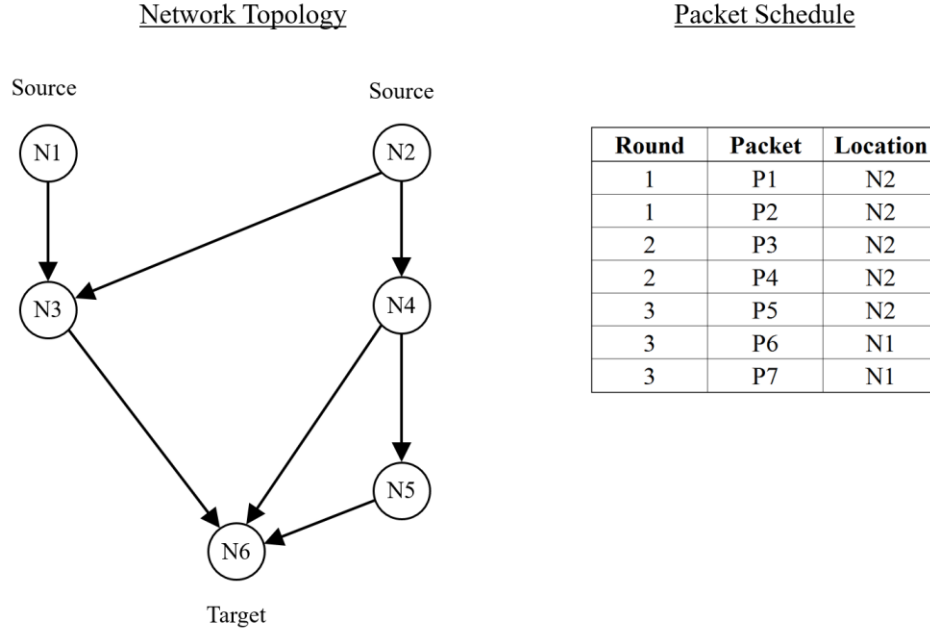 Network Topology
Packet Schedule
Source
Source
N1
N2
N3
N4
N5
N6
Target
Round Packet Location
1 P1 N2
1 P2 N2
2 P3 N2
2 P4 N2
3 P5 N2
3 P6 N1
3 P7 N1